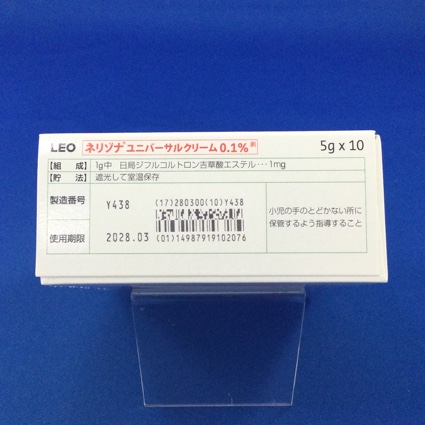 LEO ネリゾナ®ユニバーサルクリーム0.1% 5g x 10
【組 成】 1g中 日局ジフルコルトロン吉草酸エステル…1mg
【貯 法】 遮光して室温保存
製造番号 Y438
(17)280300(10)Y438
使用期限 2028.03
(01)14987919102076
小児の手のとどかない所に
保管するよう指導すること